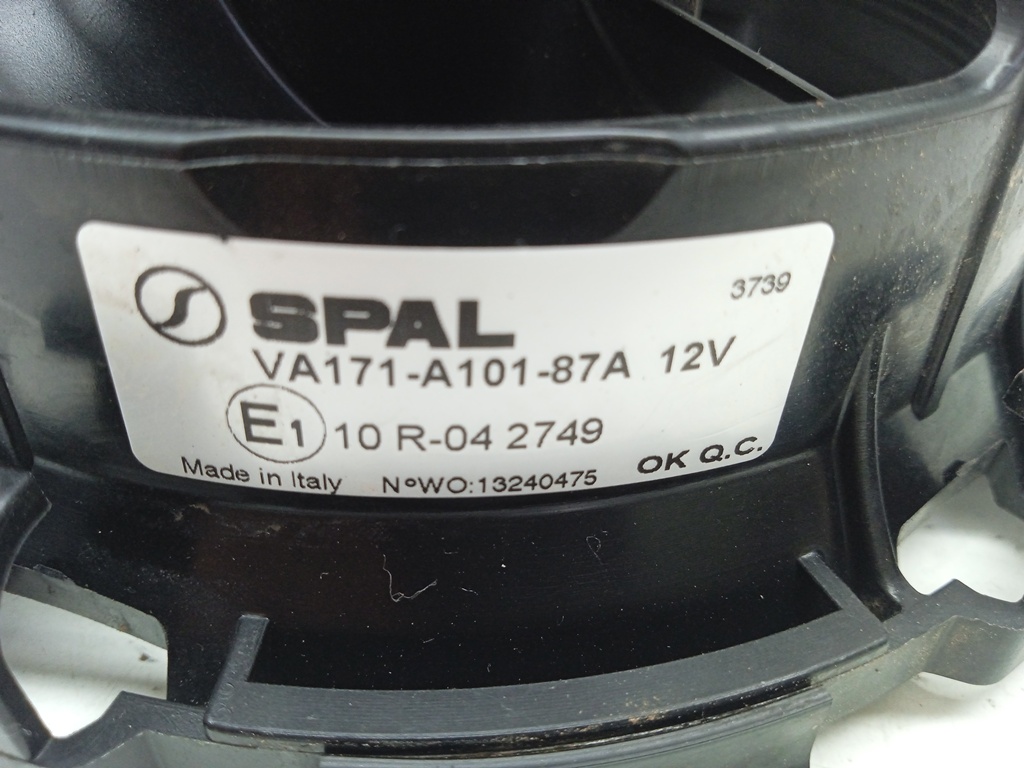 3739
SPAL
VA171-A101-87A 12V
E1 10 R-04 2749
Made in Italy N°WO:13240475 OK Q.C.